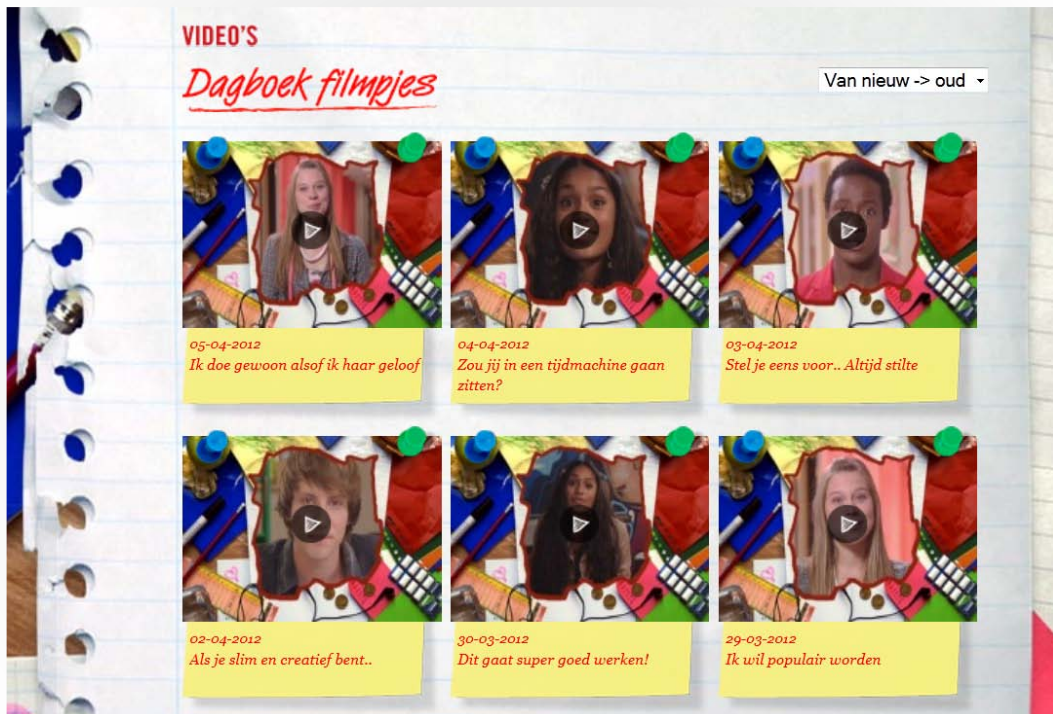 VIDEO'S
Dagboek filmpjes
Van nieuw -> oud
05-04-2012
Ik doe gewoon alsof ik haar geloof
04-04-2012
Zou jij in een tijdmachine gaan
zitten?
03-04-2012
Stel je eens voor.. Altijd stilte
02-04-2012
Als je slim en creatief bent..
30-03-2012
Dit gaat super goed werken!
29-03-2012
Ik wil populair worden